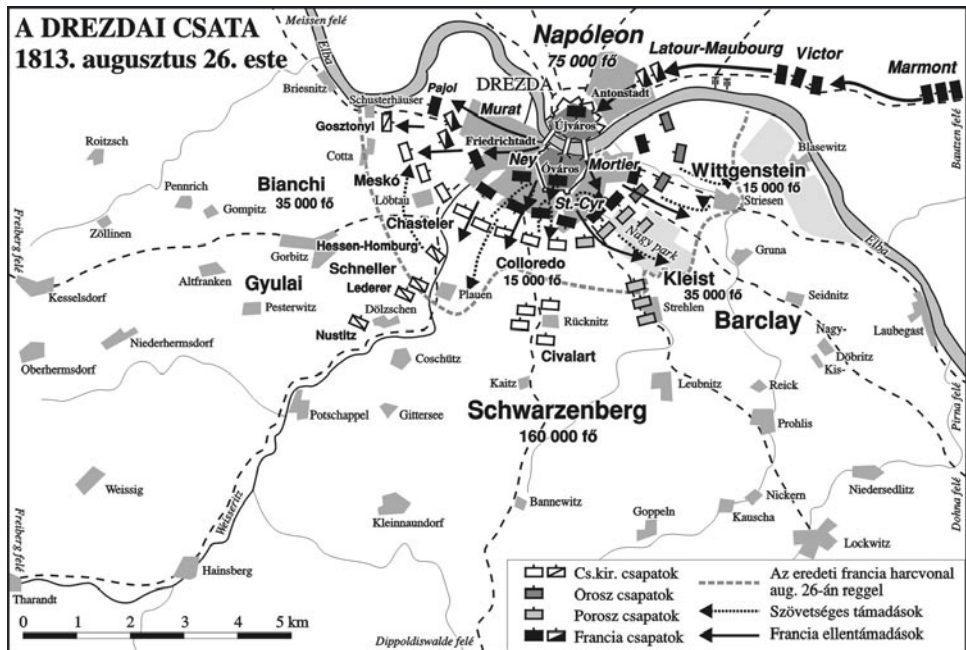 A DREZDAI CSATA
1813. augusztus 26. este
Meissen felé
Elba
Briesnitz
Schusterhäuser
Pajol
Murat
DREZDA
Napóleon
75 000 fő
Antonstadt
Latour-Maubourg
Victor
Marmont
Bautzen felé
Roitzsch
Gosztonyi
Cotta
Friedrichtadt
Újváros
Óváros
Ney
Mortier
St.-Cyr
Blasewitz
Wittgenstein
15 000 fő
Striesen
Pennrich
Gompitz
Zöllinen
Bianchi
35 000 fő
Meskó
Löbtau
Chasteler
Nagy park
Elba
Freiberg felé
Kesselsdorf
Gorbitz
Hessen-Homburg
Altfranken
Gyulai
Schneller
Lederer
Pesterwitz
Nustitz
Dölzschen
Plauen
Colloredo
15 000 fő
Kleist
35 000 fő
Gruna
Seidnitz
Strehlen
Barclay
Laubegast
Nagy-
Döbritz
Kis-
Niederhermsdorf
Oberhermsdorf
Coschütz
Rücknitz
Civalart
Kaitz
Leubnitz
Reick
Prohlis
Pirna felé
Potschappel
Gittersee
Schwarzenberg
160 000 fő
Weissig
Weisseritz
Kleinnaundorf
Bannewitz
Goppeln
Nickern
Kauscha
Niedersedlitz
Lockwitz
Dohna felé
Freiberg felé
Hainsberg
Tharandt
0 1 2 3 4 5 km
Dippoldiswalde felé
Cs.kir. csapatok
Orosz csapatok
Porosz csapatok
Francia csapatok
Az eredeti francia harcvonal
aug. 26-án reggel
Szövetséges támadások
Francia ellentámadások